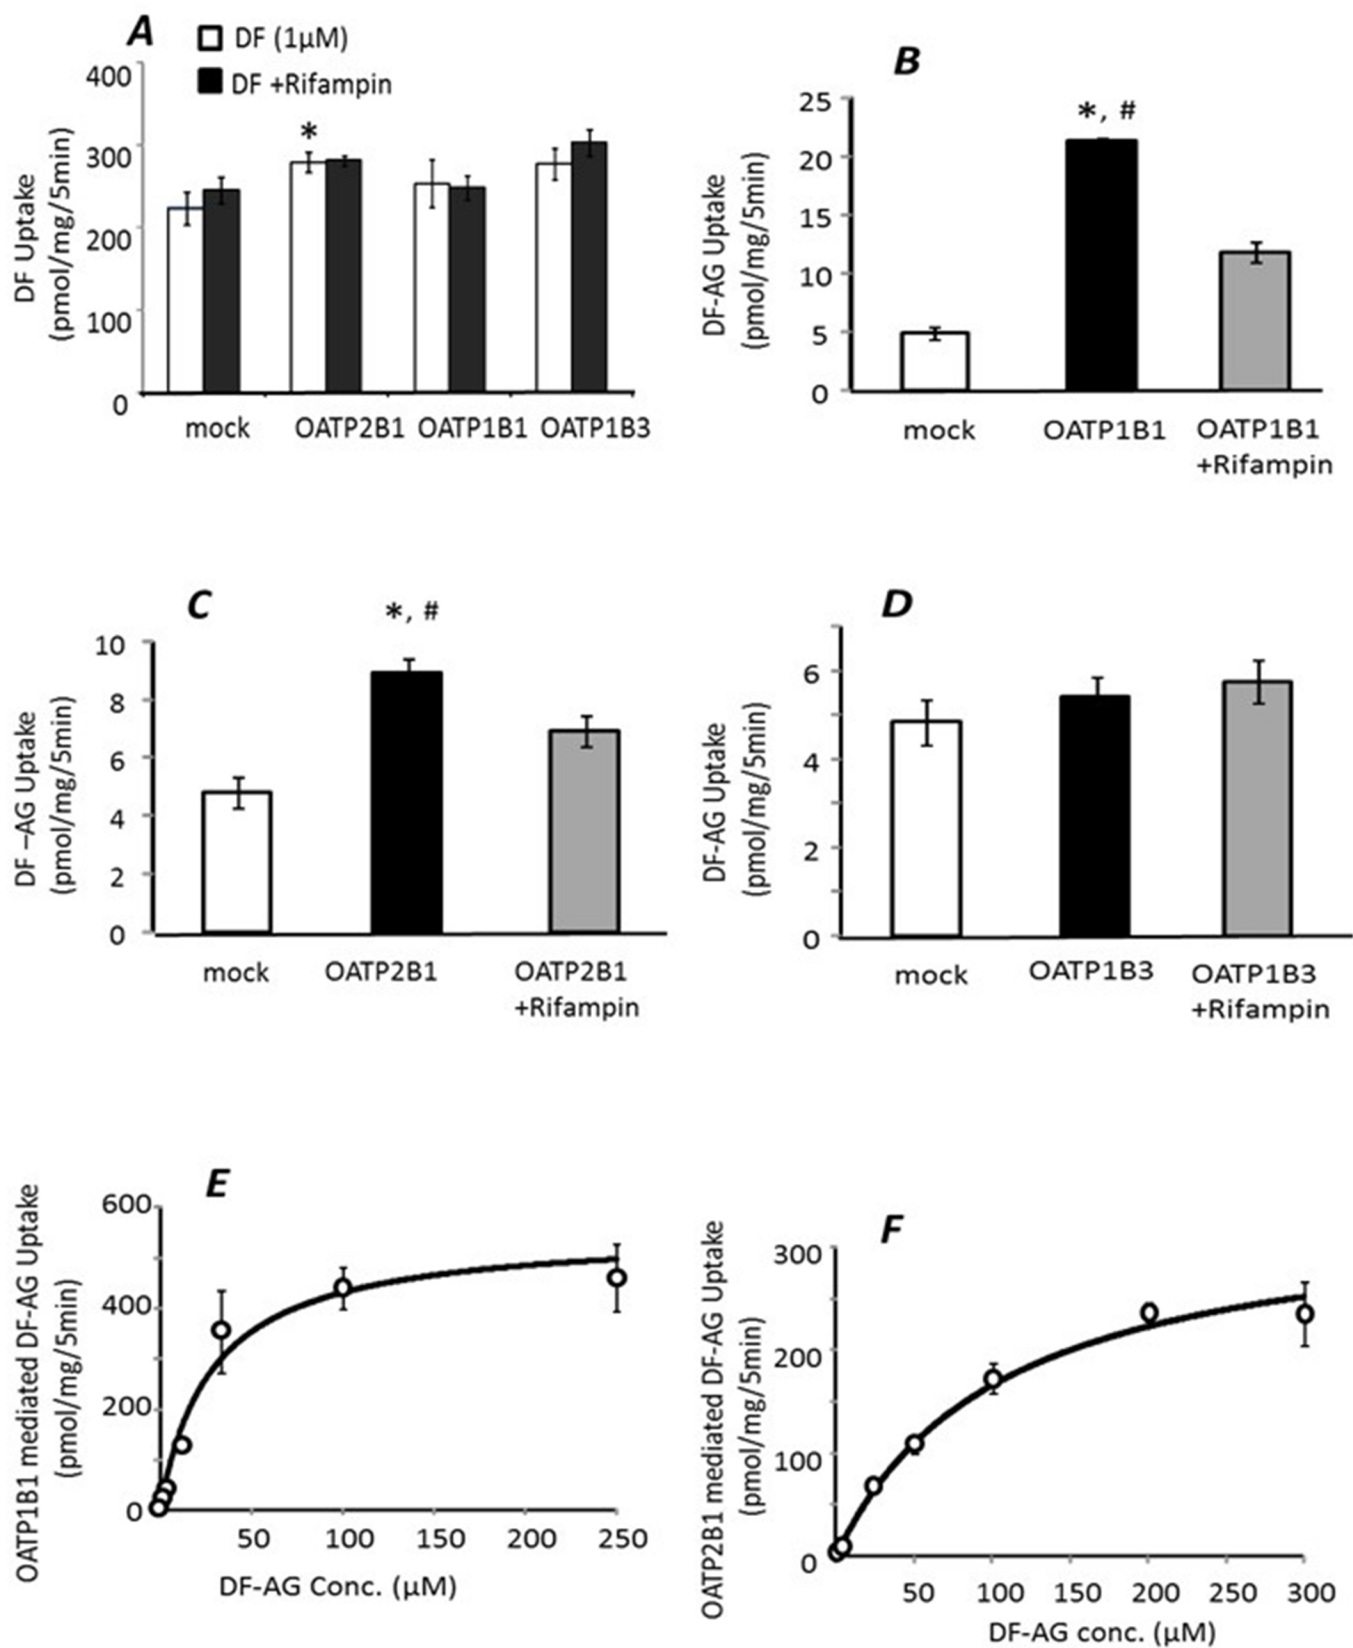 A
DF (1µM)
DF +Rifampin
400
300
200
100
0
DF Uptake
(pmol/mg/5min)
*
mock
OATP2B1
OATP1B1
OATP1B3
B
25
20
15
10
5
0
DF-AG Uptake
(pmol/mg/5min)
*, #
mock
OATP1B1
OATP1B1
+Rifampin
C
10
8
6
4
2
0
DF –AG Uptake
(pmol/mg/5min)
*, #
mock
OATP2B1
OATP2B1
+Rifampin
D
6
4
2
0
DF-AG Uptake
(pmol/mg/5min)
mock
OATP1B3
OATP1B3
+Rifampin
E
600
400
200
0
OATP1B1 mediated DF-AG Uptake
(pmol/mg/5min)
50
100
150
200
250
DF-AG Conc. (µM)
F
300
200
100
0
OATP2B1 mediated DF-AG Uptake
(pmol/mg/5min)
50
100
150
200
250
300
DF-AG conc. (µM)